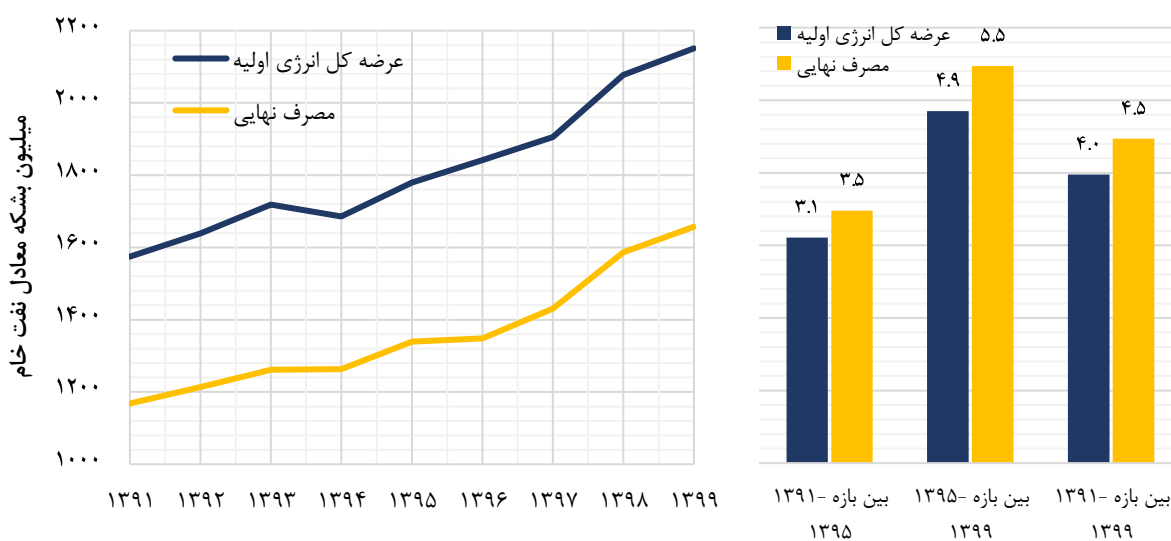 میلیون بشکه معادل نفت خام
۲۲۰۰
۲۰۰۰
۱۸۰۰
۱۶۰۰
۱۴۰۰
۱۲۰۰
۱۰۰۰
عرضه کل انرژی اولیه
مصرف نهایی
۱۳۹۱ ۱۳۹۲ ۱۳۹۳ ۱۳۹۴ ۱۳۹۵ ۱۳۹۶ ۱۳۹۷ ۱۳۹۸ ۱۳۹۹
عرضه کل انرژی اولیه
مصرف نهایی
۳.۱
۳.۵
۴.۹
۵.۵
۴.۰
۴.۵
بین بازه -۱۳۹۱
۱۳۹۵
بین بازه -۱۳۹۵
۱۳۹۹
بین بازه -۱۳۹۱
۱۳۹۹